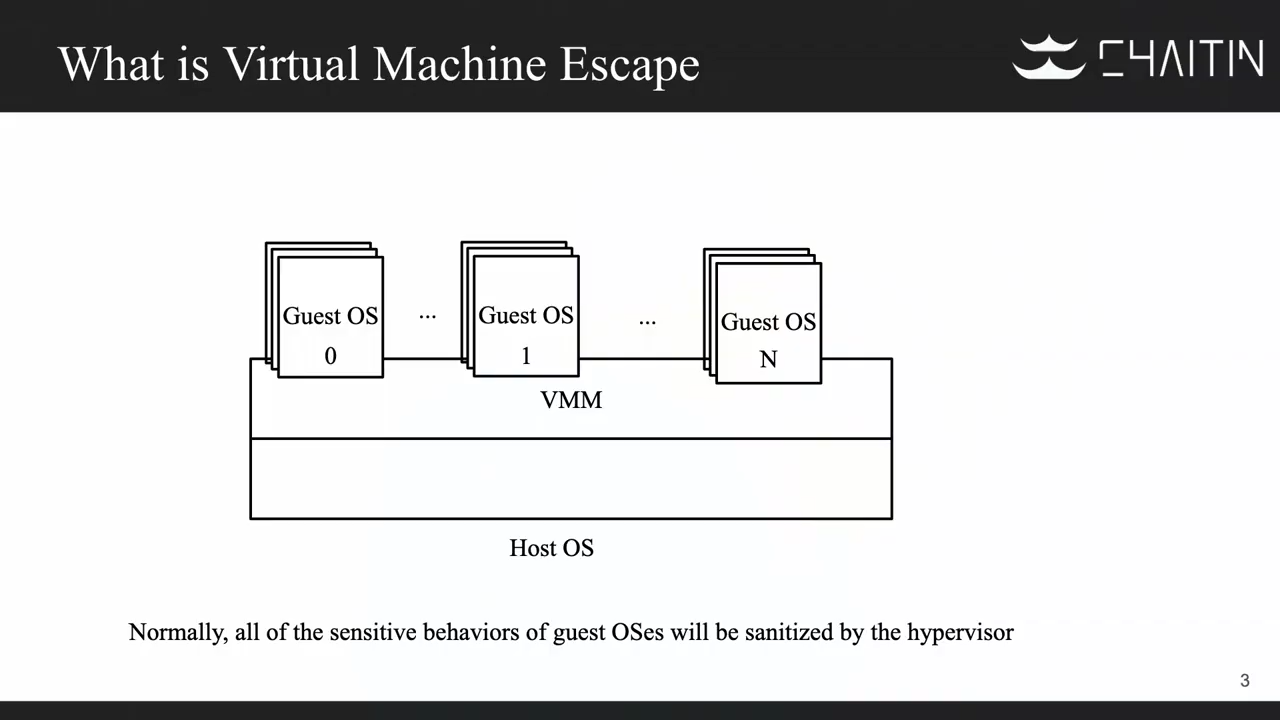 What is Virtual Machine Escape
CHAITIN
Guest OS
0
...
Guest OS
1
...
Guest OS
N
VMM
Host OS
Normally, all of the sensitive behaviors of guest OSes will be sanitized by the hypervisor
3